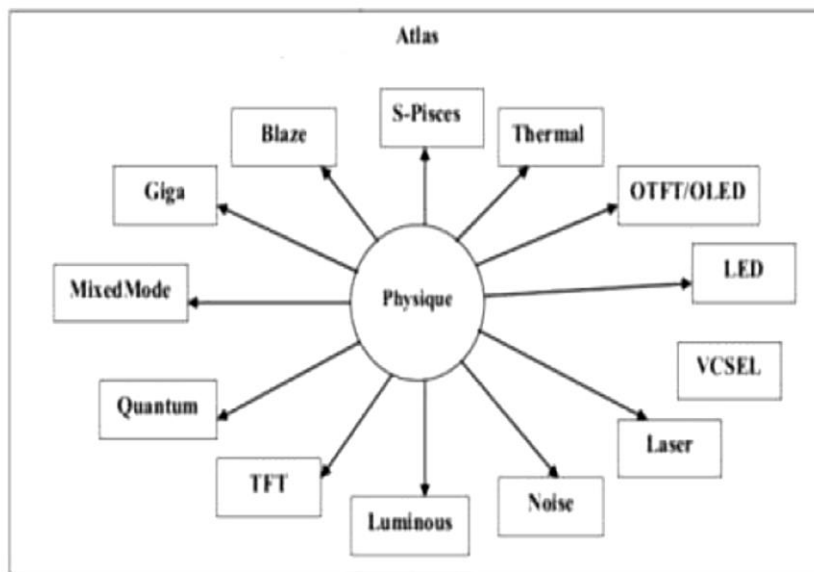 Atlas
S-Pisces
Blaze
Thermal
Giga
OTFT/OLED
LED
MixedMode
Physique
VCSEL
Quantum
Laser
TFT
Noise
Luminous